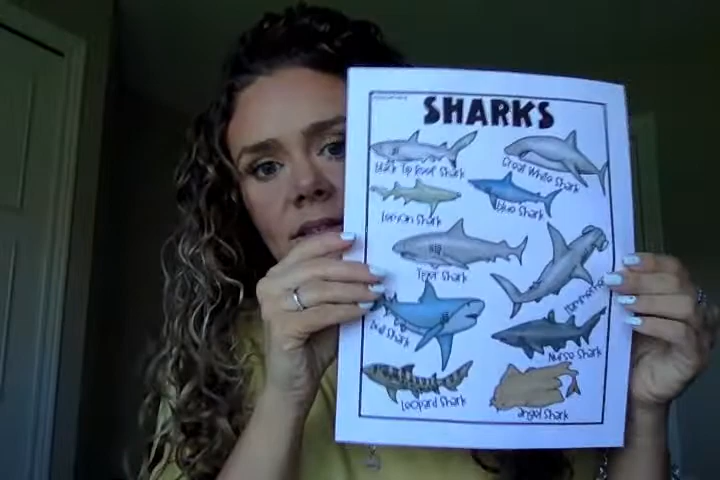 SHARKS
Black Tip Reef Shark
Great White Shark
Lemon Shark
Blue Shark
Tiger Shark
Hammerhead
Bull Shark
Nurse Shark
Leopard Shark
angel Shark